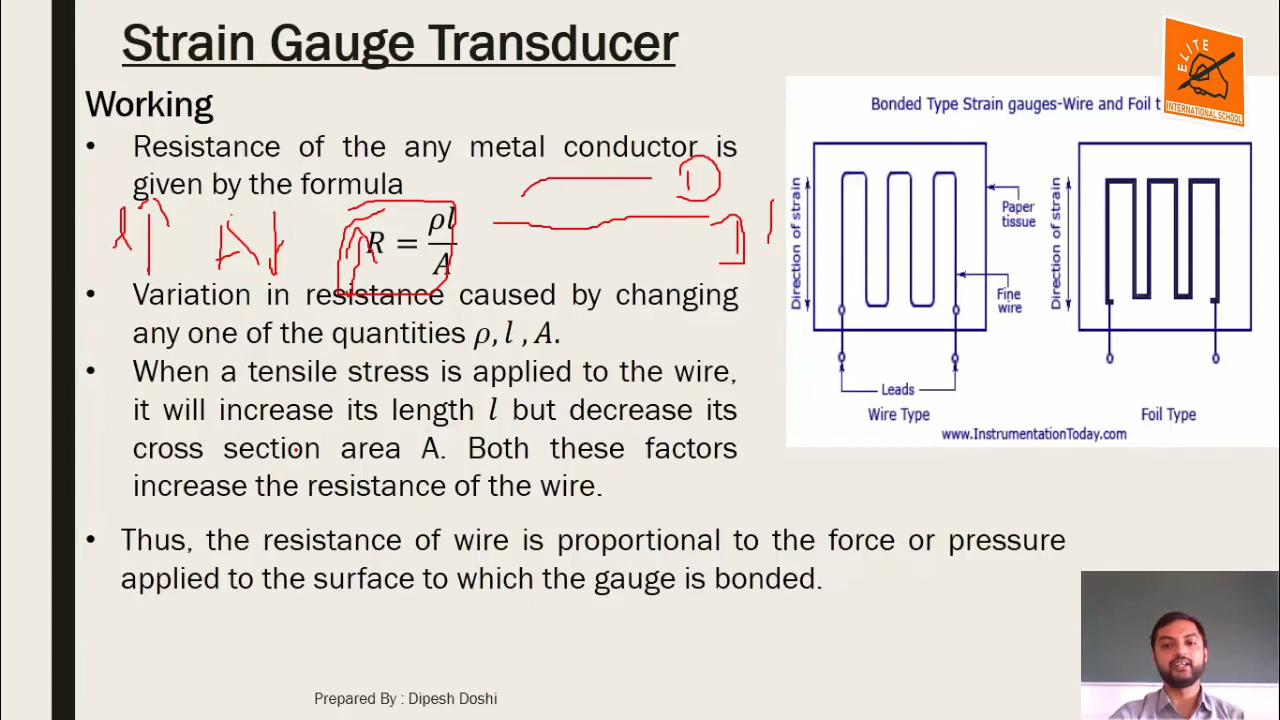 Strain Gauge Transducer
ELITE
INTERNATIONAL SCHOOL
Working
• Resistance of the any metal conductor is
given by the formula
l↑ A↓ ↑ R = ρl/A
• Variation in resistance caused by changing
any one of the quantities ρ, l , A.
• When a tensile stress is applied to the wire,
it will increase its length l but decrease its
cross section area A. Both these factors
increase the resistance of the wire.
• Thus, the resistance of wire is proportional to the force or pressure
applied to the surface to which the gauge is bonded.
Bonded Type Strain gauges-Wire and Foil t
Direction of strain
Paper
tissue
Fine
wire
Leads
Wire Type
Direction of strain
Foil Type
www.InstrumentationToday.com
Prepared By : Dipesh Doshi